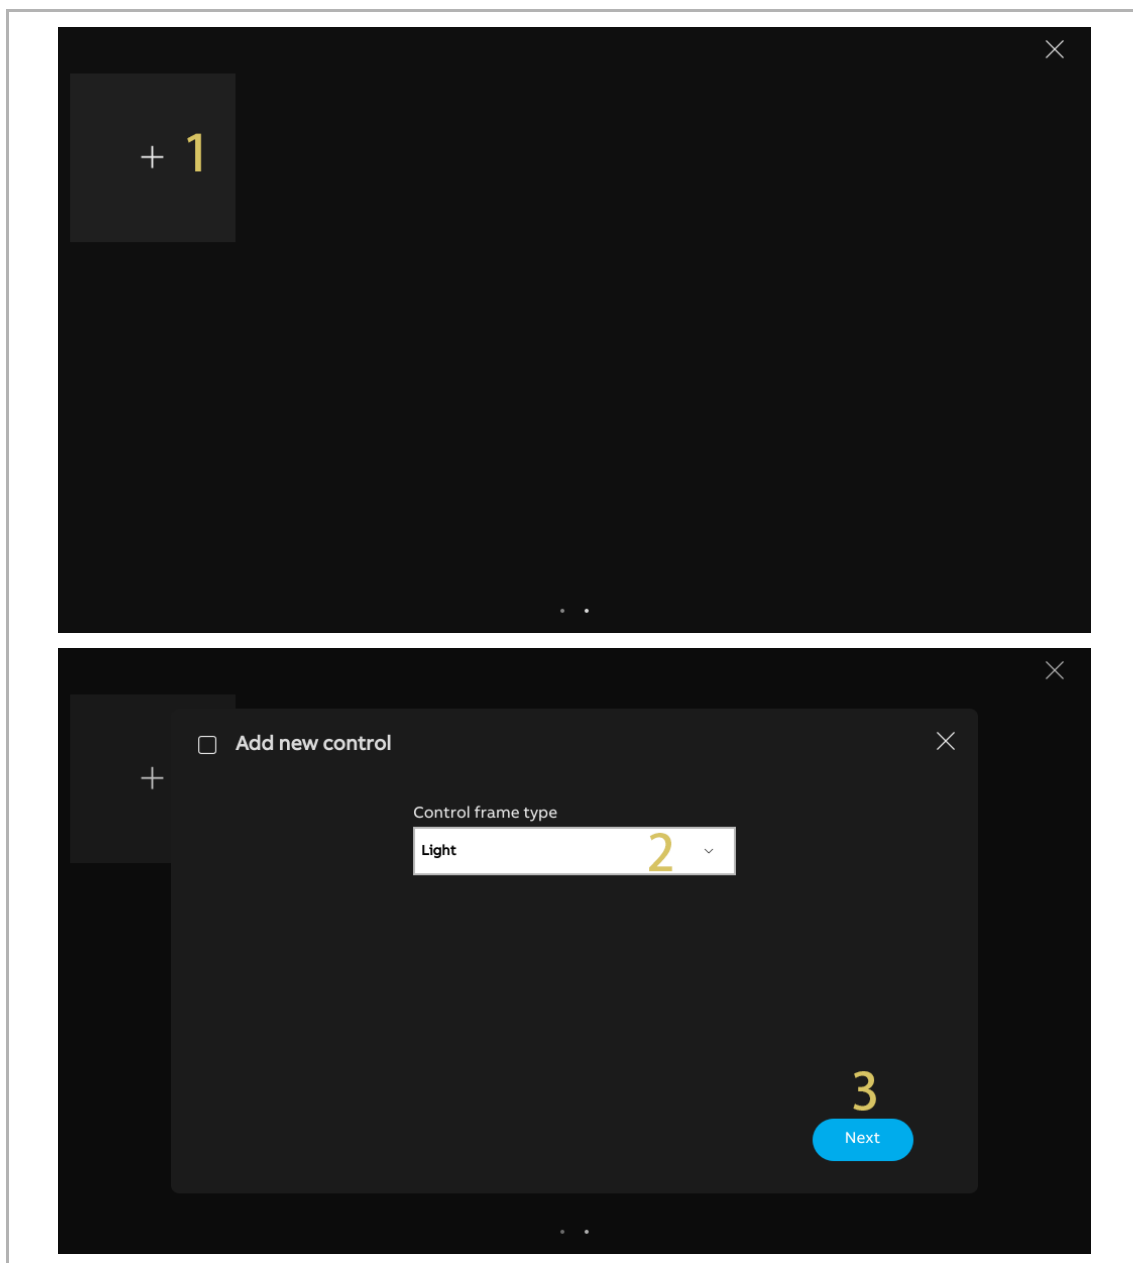 + 1
Add new control
+
Control frame type
Light 2
3
Next